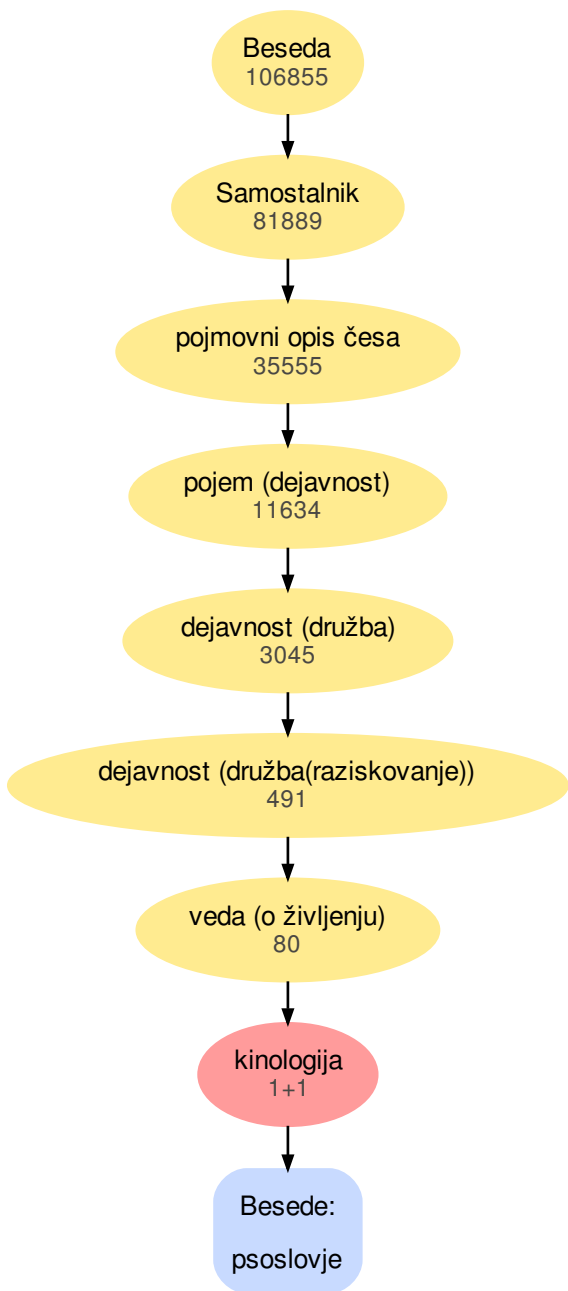 Beseda
106855
Samostalnik
81889
pojmovni opis česa
35555
pojem (dejavnost)
11634
dejavnost (družba)
3045
dejavnost (družba(raziskovanje))
491
veda (o življenju)
80
kinologija
1+1
Besede:
psoslovje